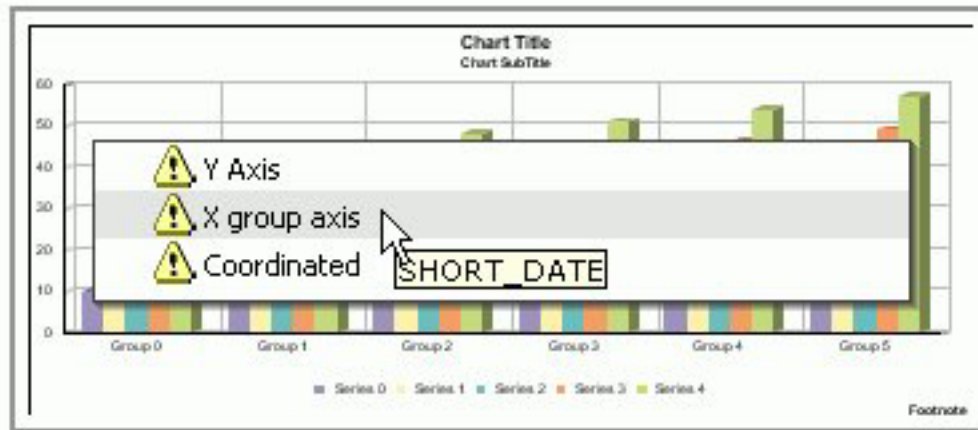 Chart Title
Chart SubTitle
60
50
40
30
20
10
0
Y Axis
X group axis
Coordinated
SHORT_DATE
Group 0 Group 1 Group 2 Group 3 Group 4 Group 5
Series 0 Series 1 Series 2 Series 3 Series 4
Footnote